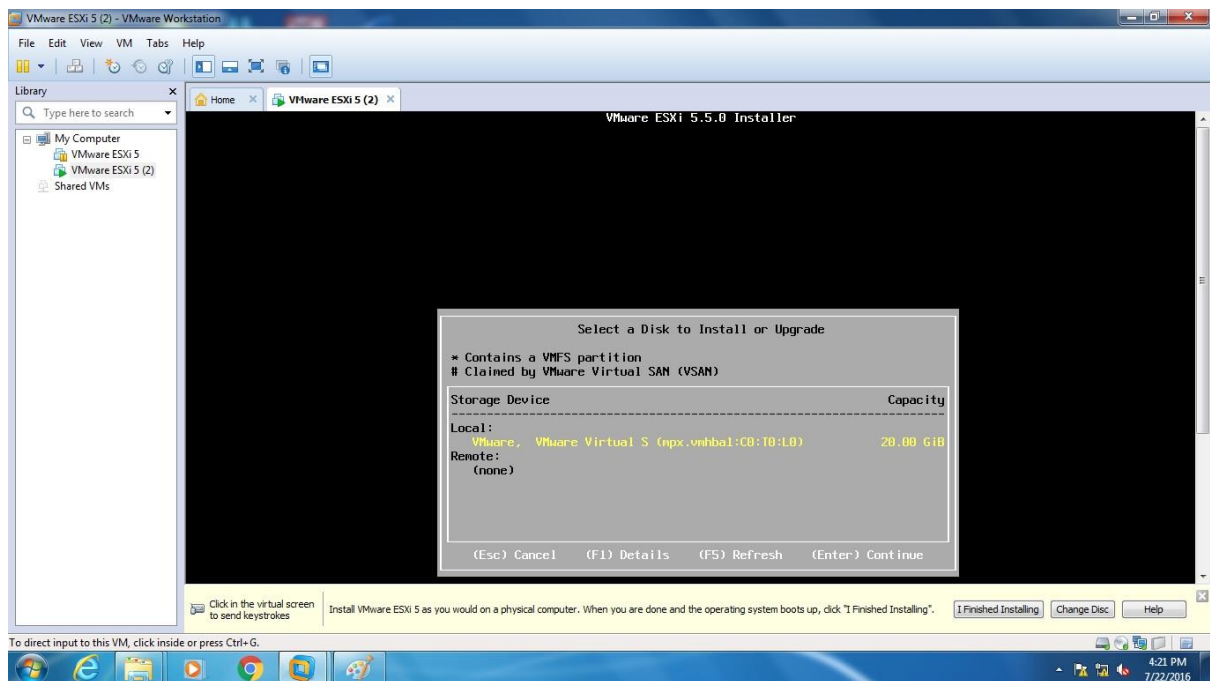 VMware ESXi 5 (2) - VMware Workstation
File Edit View VM Tabs Help
Library
Type here to search
My Computer
VMware ESXi 5
VMware ESXi 5 (2)
Shared VMs
Home
VMware ESXi 5 (2)
VMware ESXi 5.5.0 Installer
Select a Disk to Install or Upgrade
* Contains a VMFS partition
# Claimed by VMware Virtual SAN (VSAN)
Storage Device Capacity
Local:
VMware, VMware Virtual S (mpx.vmhba1:C0:T0:L0) 20.00 GiB
Remote:
(none)
(Esc) Cancel (F1) Details (F5) Refresh (Enter) Continue
Click in the virtual screen
to send keystrokes
Install VMware ESXi 5 as you would on a physical computer. When you are done and the operating system boots up, click "I Finished Installing".
I Finished Installing
Change Disc
Help
To direct input to this VM, click inside or press Ctrl+G.
4:21 PM
7/22/2016